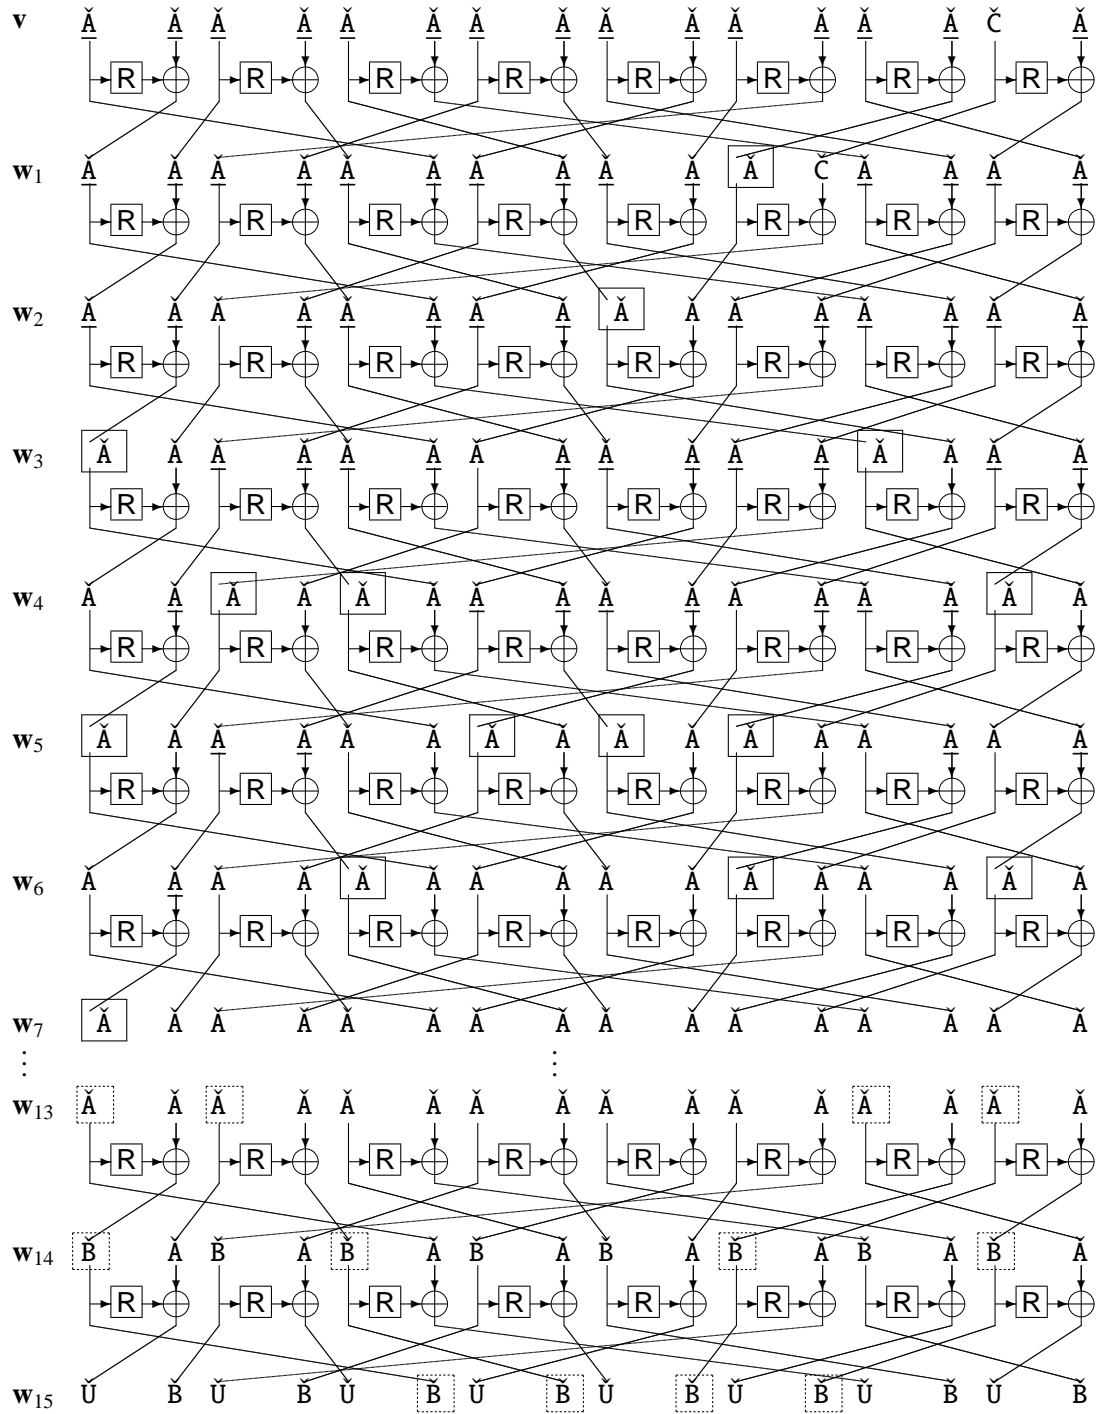 v Ǎ Ǎ Ǎ Ǎ Ǎ Ǎ Ǎ Ǎ Ǎ Ǎ Ǎ Ǎ Ǎ Ǎ Č Ǎ
R R R R R R R R
w₁ Ǎ Ǎ Ǎ Ǎ Ǎ Ǎ Ǎ Ǎ Ǎ Ǎ Ǎ Č Ǎ Ǎ Ǎ Ǎ
R R R R R R R R
w₂ Ǎ Ǎ Ǎ Ǎ Ǎ Ǎ Ǎ Ǎ Ǎ Ǎ Ǎ Ǎ Ǎ Ǎ Ǎ Ǎ
R R R R R R R R
w₃ Ǎ Ǎ Ǎ Ǎ Ǎ Ǎ Ǎ Ǎ Ǎ Ǎ Ǎ Ǎ Ǎ Ǎ Ǎ Ǎ
R R R R R R R R
w₄ Ǎ Ǎ Ǎ Ǎ Ǎ Ǎ Ǎ Ǎ Ǎ Ǎ Ǎ Ǎ Ǎ Ǎ Ǎ Ǎ
R R R R R R R R
w₅ Ǎ Ǎ Ǎ Ǎ Ǎ Ǎ Ǎ Ǎ Ǎ Ǎ Ǎ Ǎ Ǎ Ǎ Ǎ Ǎ
R R R R R R R R
w₆ Ǎ Ǎ Ǎ Ǎ Ǎ Ǎ Ǎ Ǎ Ǎ Ǎ Ǎ Ǎ Ǎ Ǎ Ǎ Ǎ
R R R R R R R R
w₇ Ǎ Ǎ Ǎ Ǎ Ǎ Ǎ Ǎ Ǎ Ǎ Ǎ Ǎ Ǎ Ǎ Ǎ Ǎ Ǎ
⋮ ⋮
w₁₃ Ǎ Ǎ Ǎ Ǎ Ǎ Ǎ Ǎ Ǎ Ǎ Ǎ Ǎ Ǎ Ǎ Ǎ Ǎ Ǎ
R R R R R R R R
w₁₄ B A B A B A B A B A B A B A B A
R R R R R R R R
w₁₅ U B U B U B U B U B U B U B U B